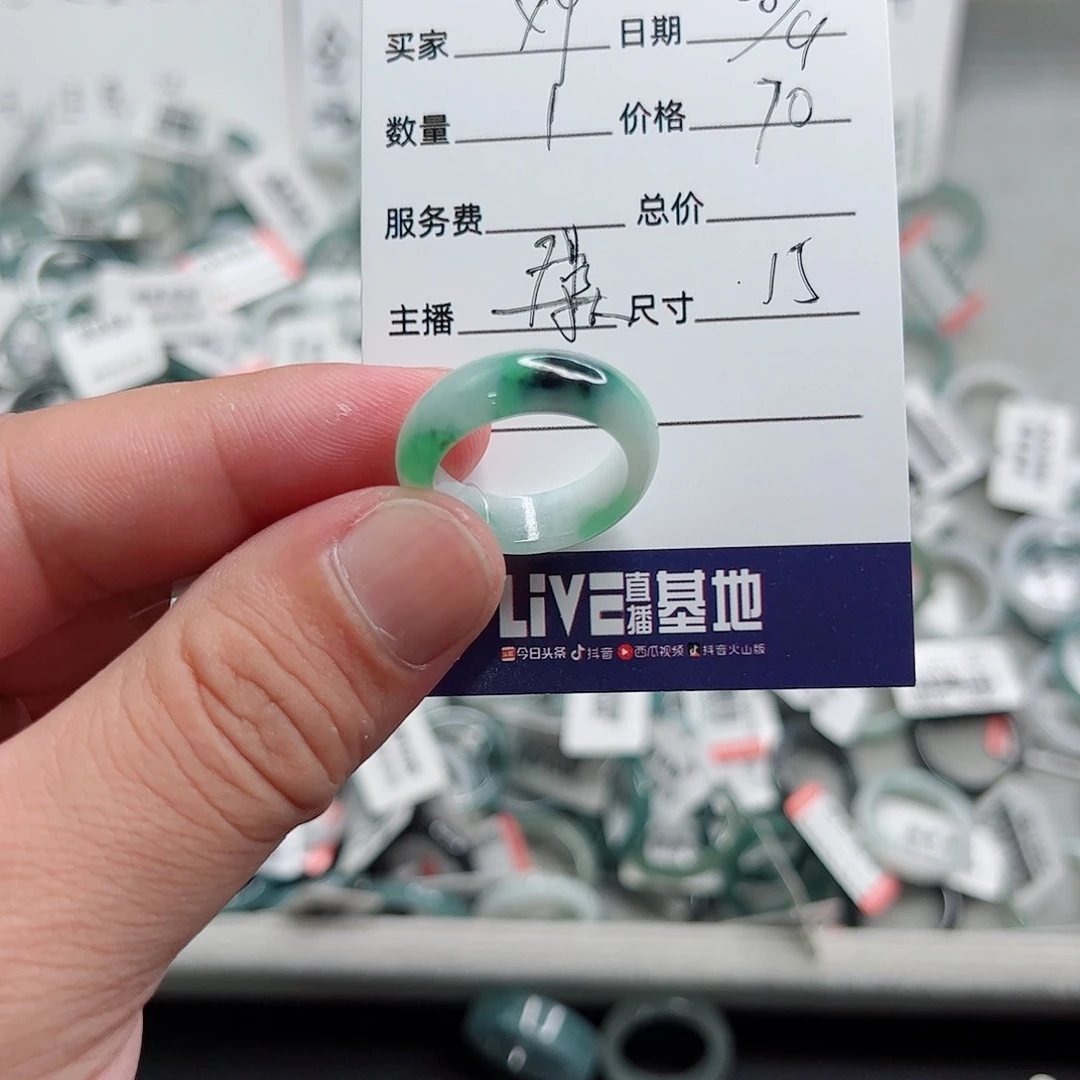 买家 日期
数量 1 价格 70
服务费 总价
主播 尺寸 .15
LiVE直播基地
今日头条 抖音 西瓜视频 抖音火山版